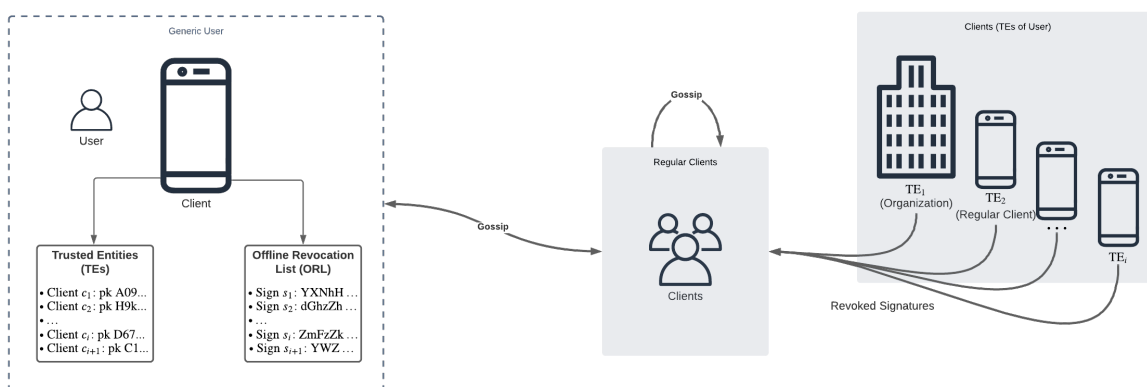 Generic User
User
Client
Trusted Entities
(TEs)
• Client c₁: pk A09...
• Client c₂: pk H9k...
• ...
• Client cᵢ: pk D67...
• Client cᵢ₊₁: pk C1...
Offline Revocation
List (ORL)
• Sign s₁: YXNhH ...
• Sign s₂: dGhzZh ...
• ...
• Sign sᵢ: ZmFzZk ...
• Sign sᵢ₊₁: YWZ ...
Gossip
Gossip
Regular Clients
Clients
Revoked Signatures
Clients (TEs of User)
TE₁
(Organization)
TE₂
(Regular Client)
...
TEᵢ